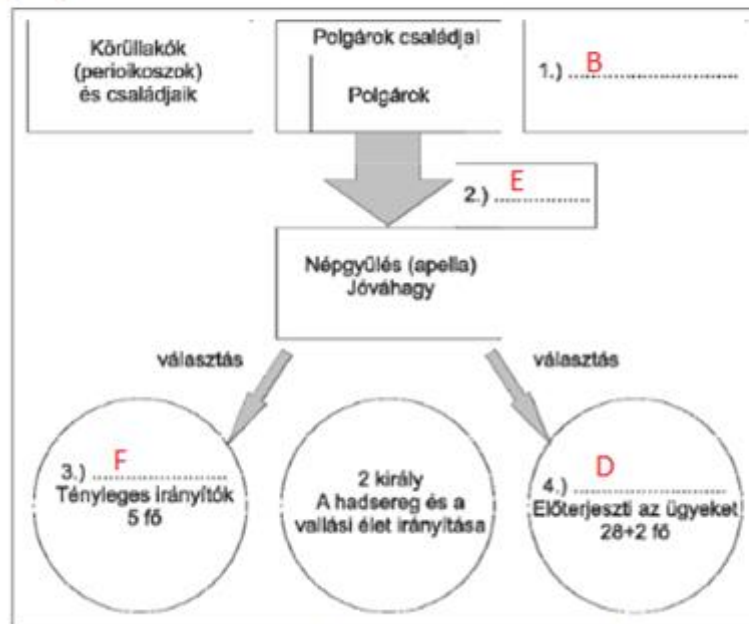 Körüllakók
(perioikoszok)
és családjaik
Polgárok családjai
Polgárok
1.) B
2.) E
Népgyűlés (apella)
Jóváhagy
választás
választás
3.) F
Tényleges irányítók
5 fő
2 király
A hadsereg és a
vallási élet irányítása
4.) D
Előterjeszti az ügyeket
28+2 fő